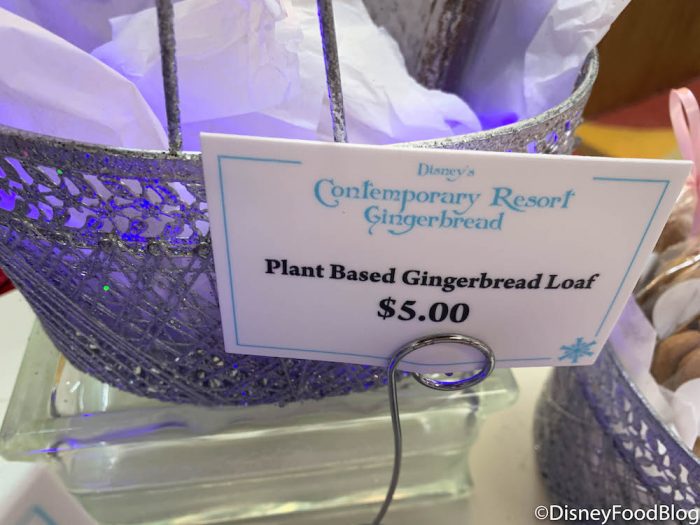 Disney's
Contemporary Resort
Gingerbread
Plant Based Gingerbread Loaf
$5.00
©DisneyFoodBlog